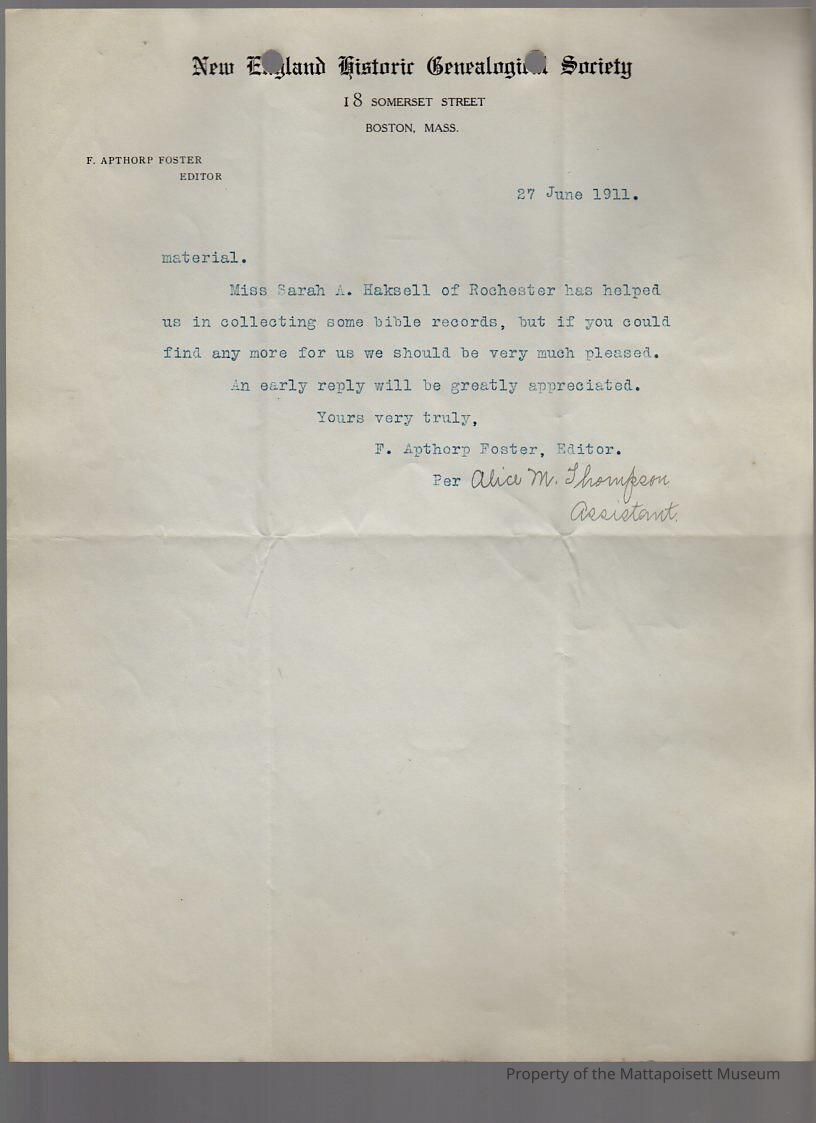 New England Historic Genealogical Society
18 SOMERSET STREET
BOSTON, MASS.
F. APTHORP FOSTER
EDITOR
27 June 1911.
material.
Miss Sarah A. Haksell of Rochester has helped
us in collecting some bible records, but if you could
find any more for us we should be very much pleased.
An early reply will be greatly appreciated.
Yours very truly,
F. Apthorp Foster, Editor.
Per Alice M. Thompson
Assistant.
Property of the Mattapoisett Museum